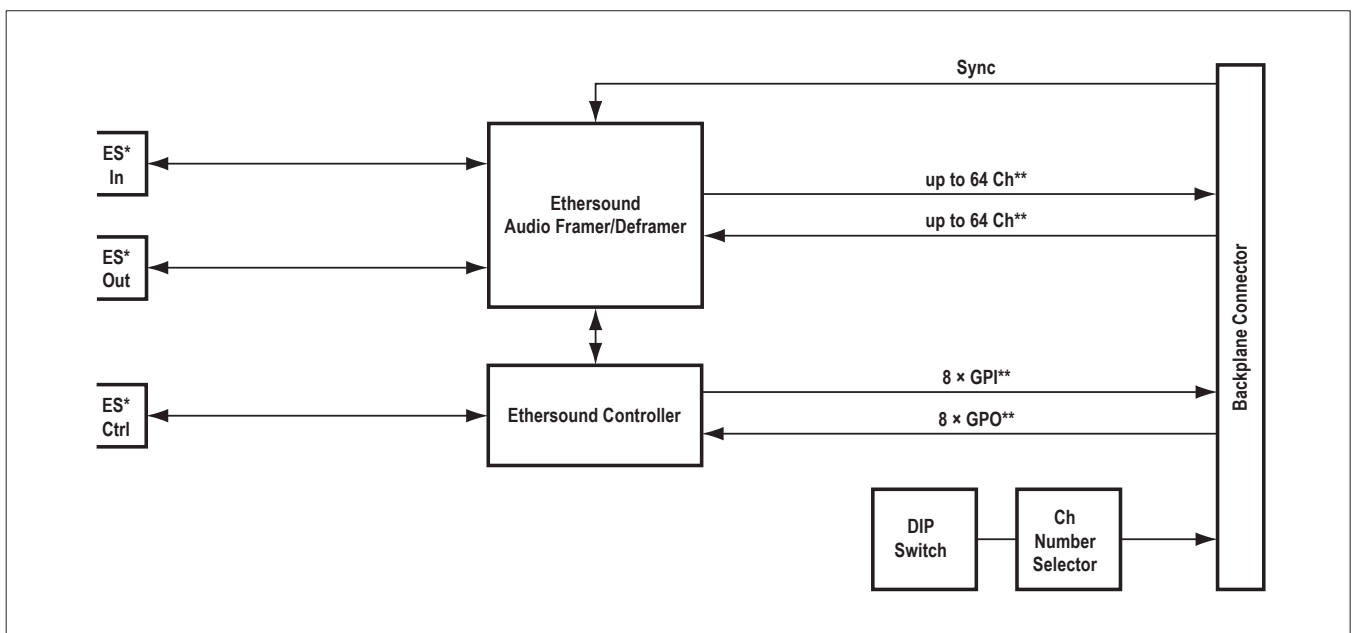 Sync
ES*
In
up to 64 Ch**
Ethersound
Audio Framer/Deframer
up to 64 Ch**
ES*
Out
Backplane Connector
8 × GPI**
ES*
Ctrl
Ethersound Controller
8 × GPO**
DIP
Switch
Ch
Number
Selector